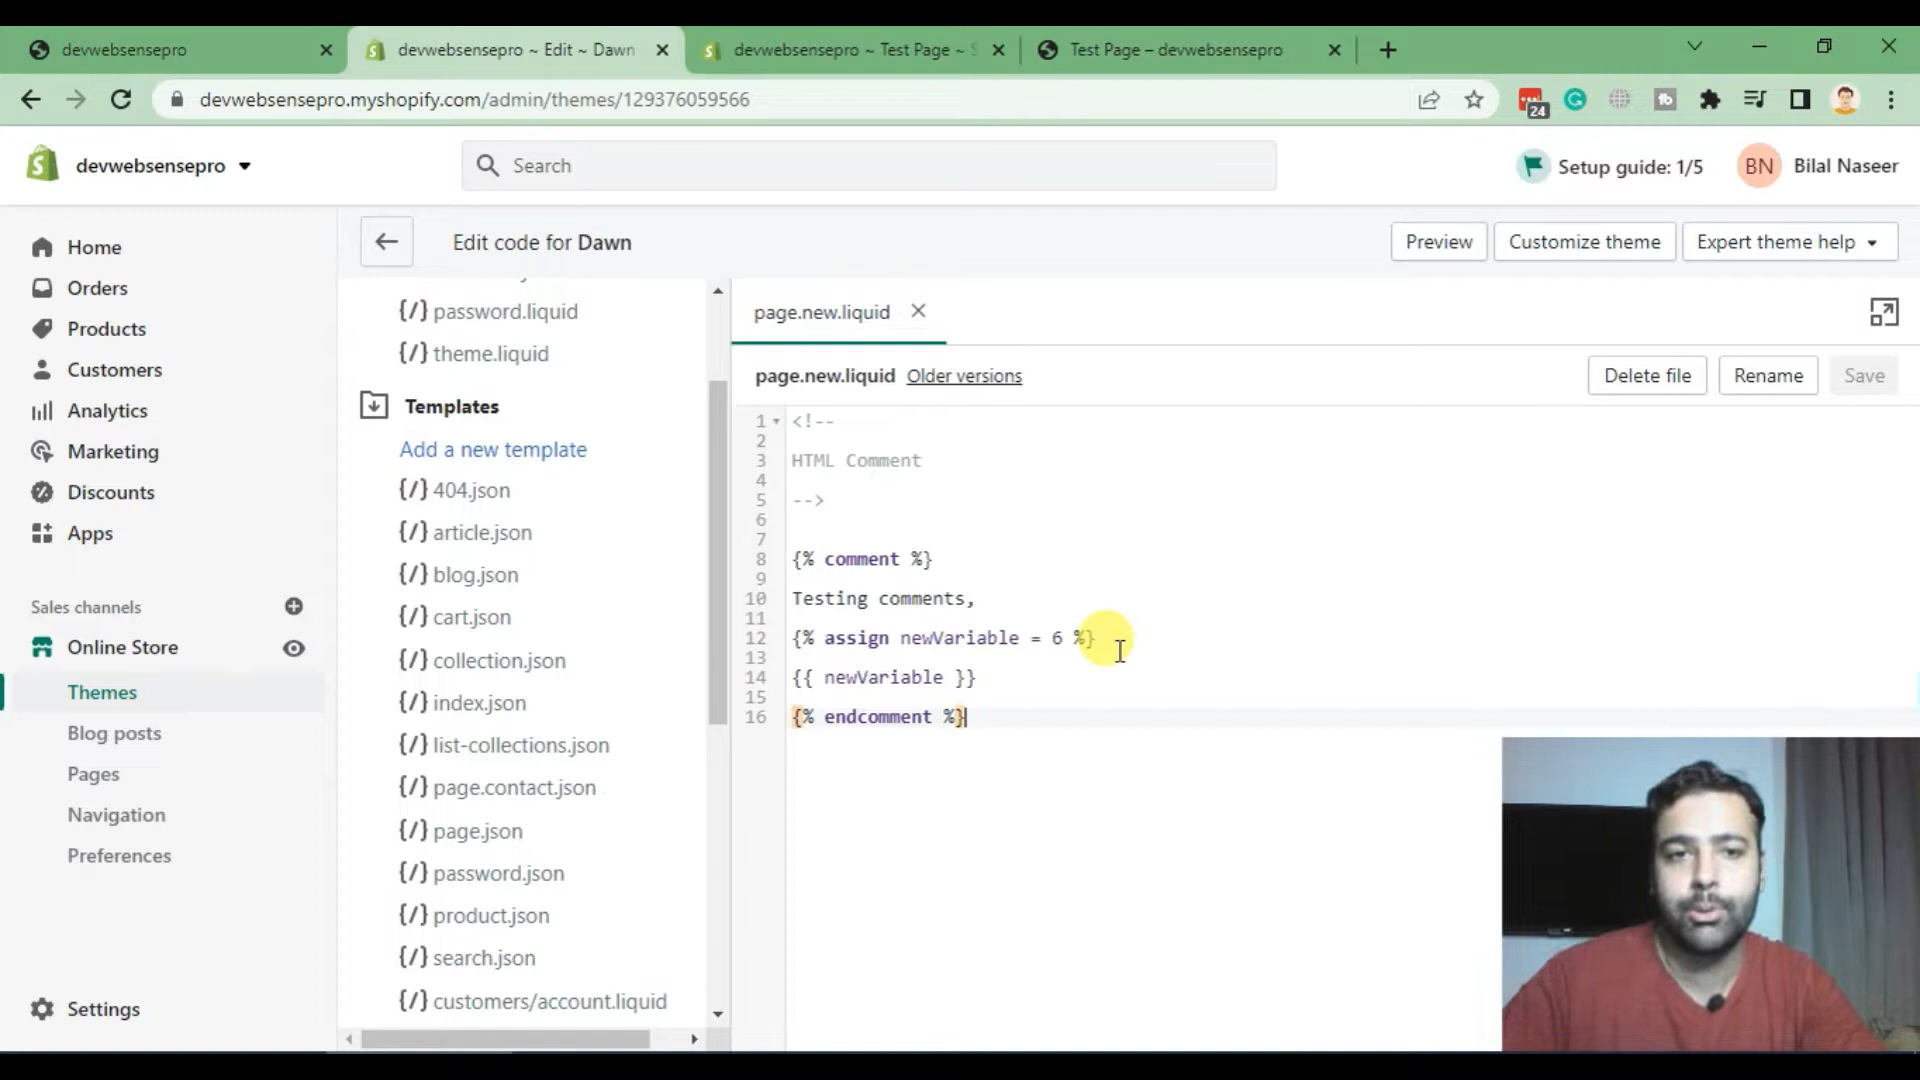 devwebsensepro
devwebsensepro ~ Edit ~ Dawn
devwebsensepro ~ Test Page ~ S
Test Page – devwebsensepro
devwebsensepro.myshopify.com/admin/themes/129376059566
24
devwebsensepro
Search
Setup guide: 1/5
BN
Bilal Naseer
Home
Orders
Products
Customers
Analytics
Marketing
Discounts
Apps
Sales channels
Online Store
Themes
Blog posts
Pages
Navigation
Preferences
Settings
Edit code for Dawn
Preview
Customize theme
Expert theme help
{/} password.liquid
{/} theme.liquid
Templates
Add a new template
{/} 404.json
{/} article.json
{/} blog.json
{/} cart.json
{/} collection.json
{/} index.json
{/} list-collections.json
{/} page.contact.json
{/} page.json
{/} password.json
{/} product.json
{/} search.json
{/} customers/account.liquid
page.new.liquid
page.new.liquid Older versions
Delete file
Rename
Save
1 <!--
2
3 HTML Comment
4
5 -->
6
7
8 {% comment %}
9
10 Testing comments,
11
12 {% assign newVariable = 6 %}
13
14 {{ newVariable }}
15
16 {% endcomment %}